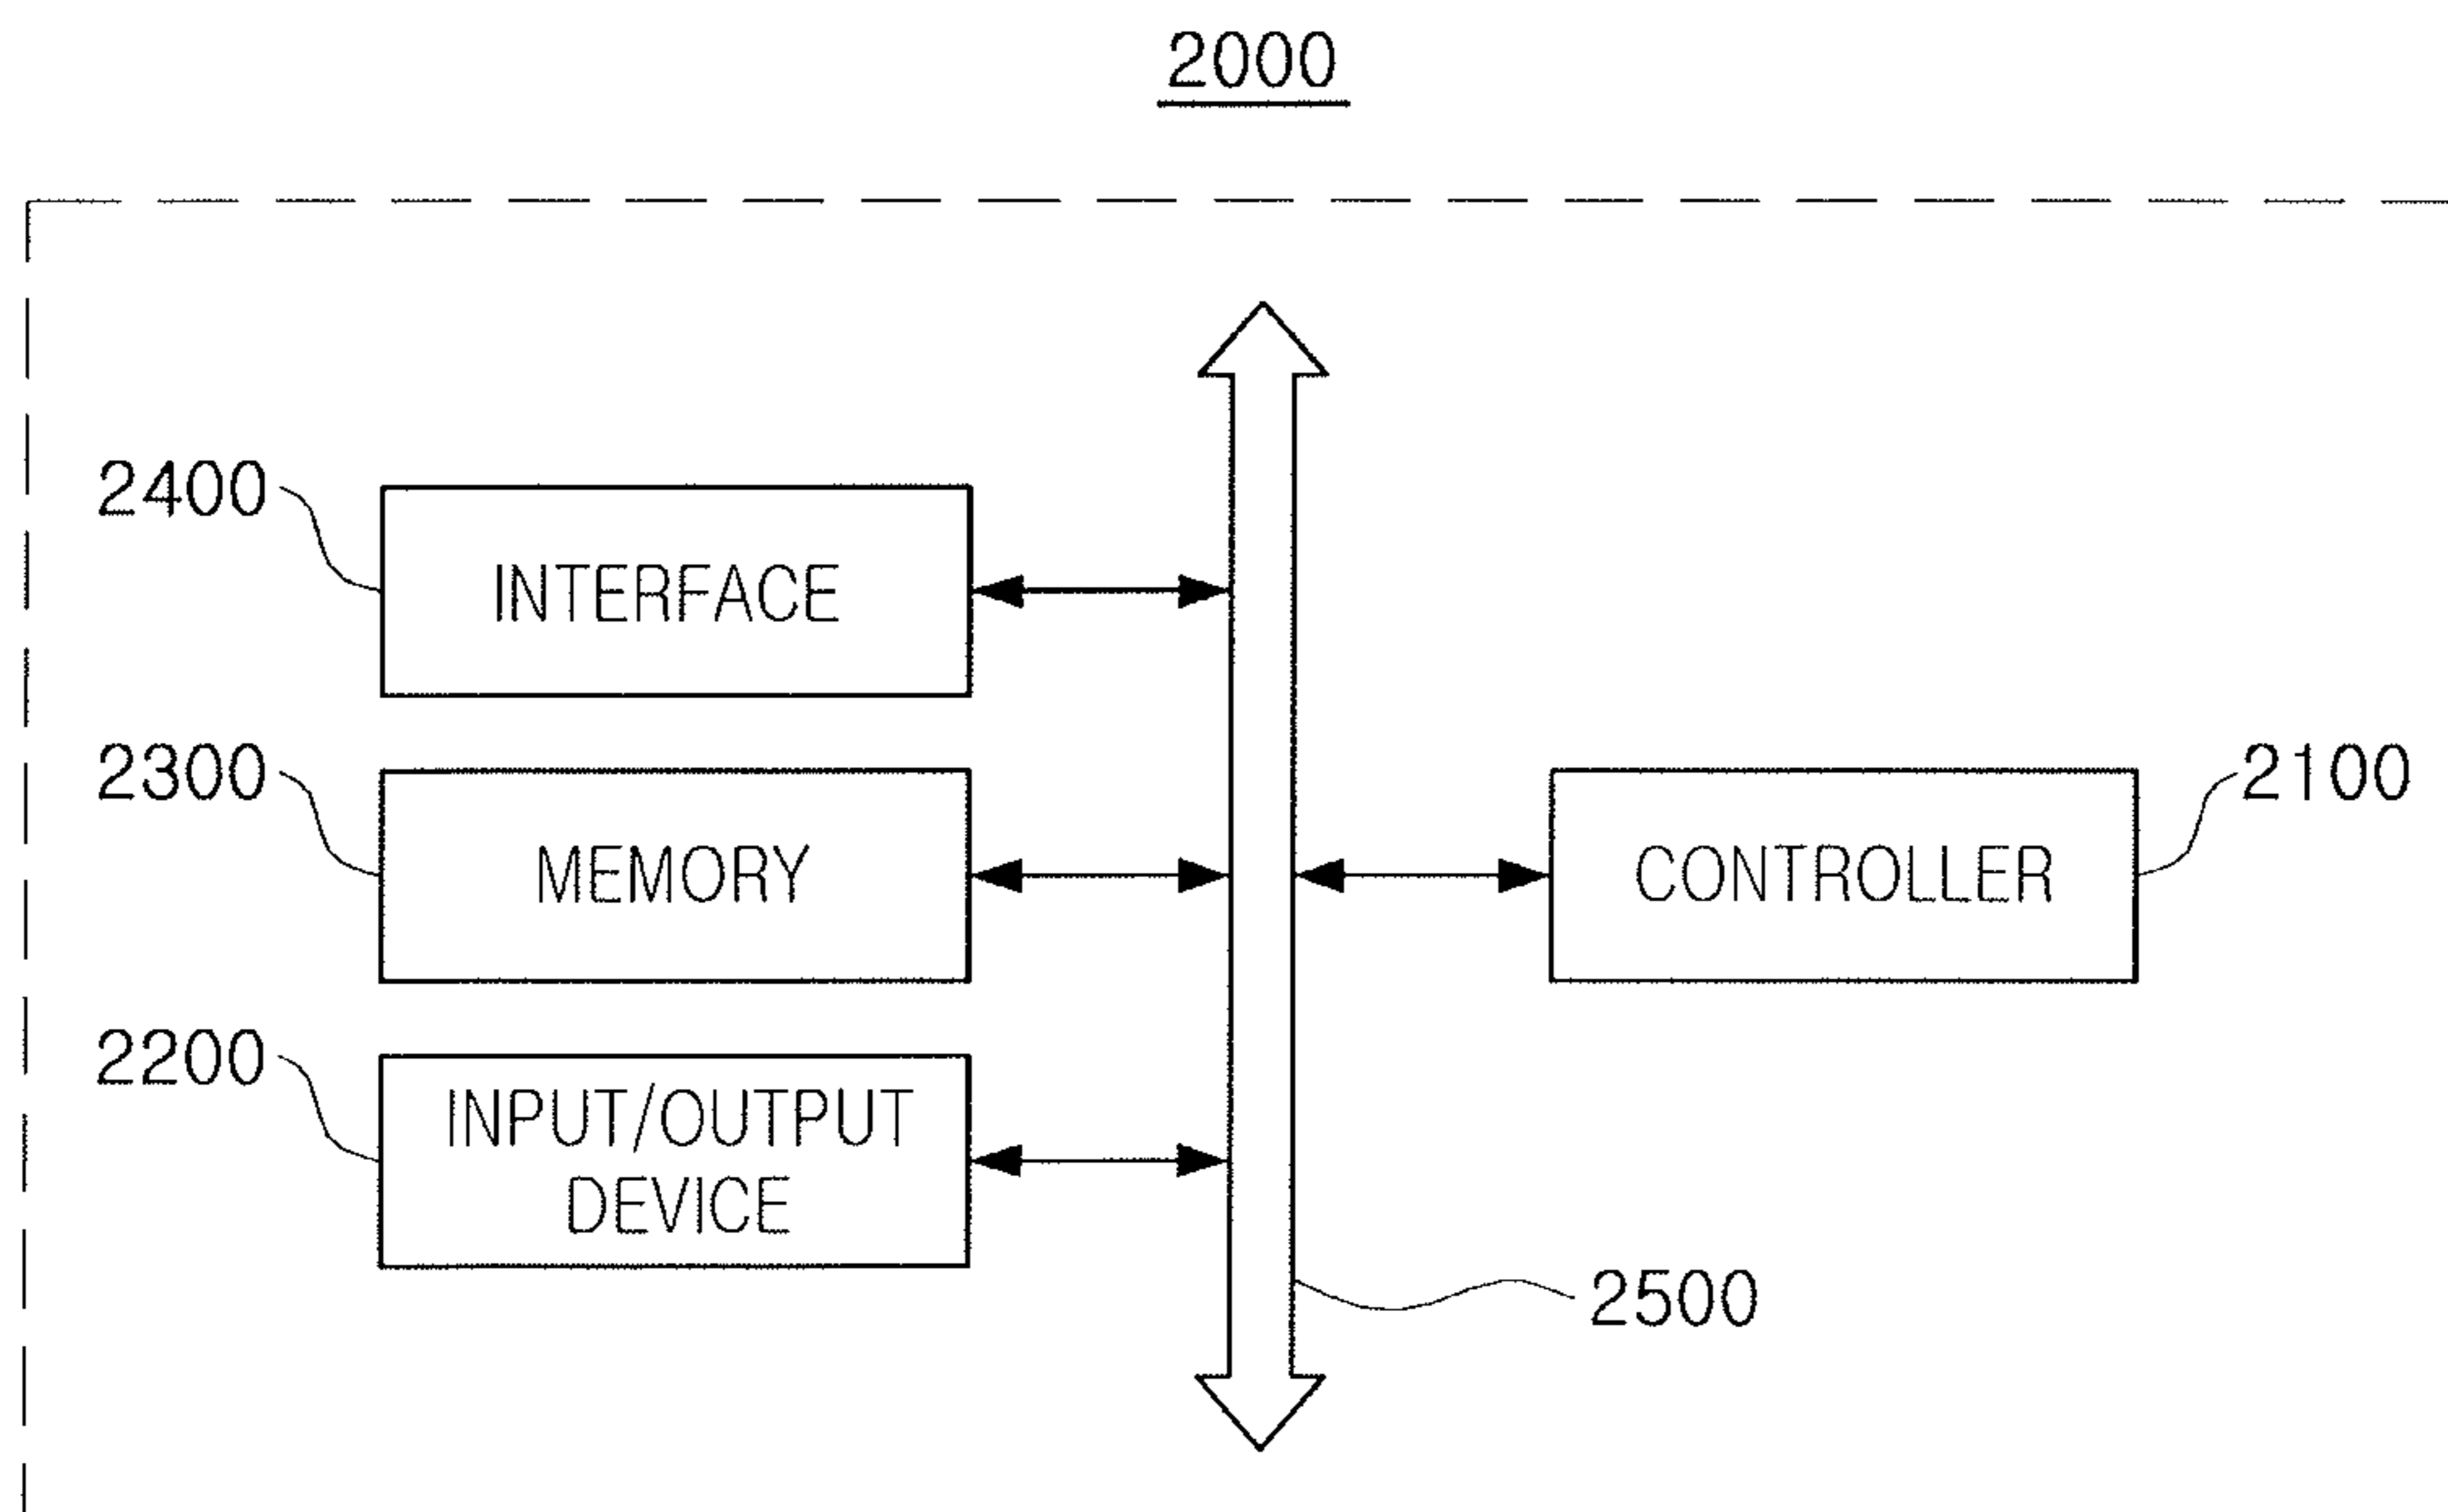 2000
2400
INTERFACE
2300
MEMORY
2100
CONTROLLER
2200
INPUT/OUTPUT
DEVICE
2500